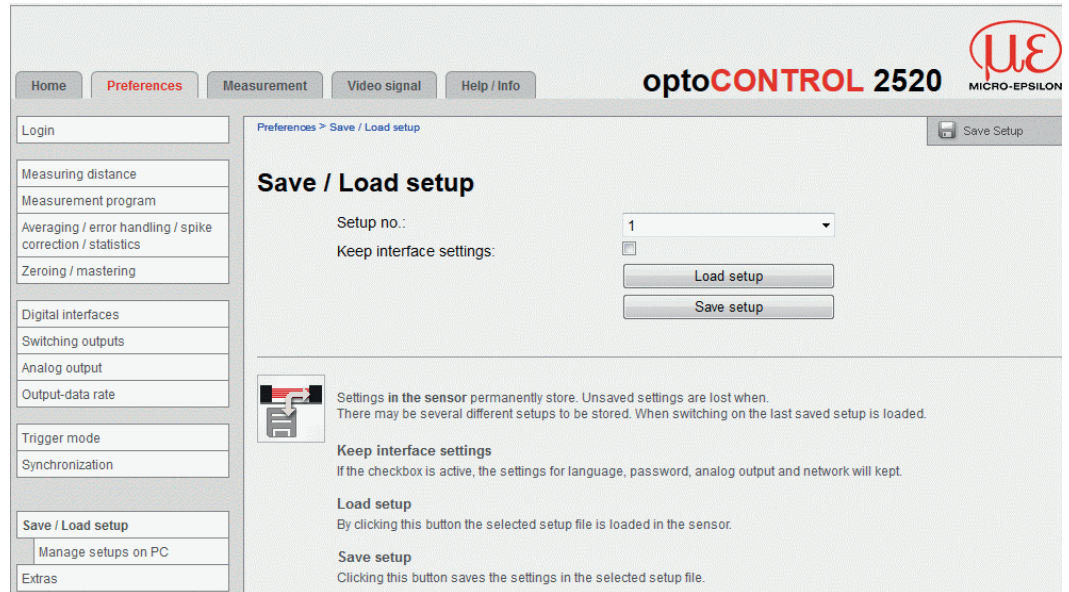 με
MICRO-EPSILON
optoCONTROL 2520
Home
Preferences
Measurement
Video signal
Help / Info
Login
Measuring distance
Measurement program
Averaging / error handling / spike
correction / statistics
Zeroing / mastering
Digital interfaces
Switching outputs
Analog output
Output-data rate
Trigger mode
Synchronization
Save / Load setup
Manage setups on PC
Extras
Preferences > Save / Load setup
Save Setup
Save / Load setup
Setup no.:
1
Keep interface settings:
Load setup
Save setup
Settings in the sensor permanently store. Unsaved settings are lost when.
There may be several different setups to be stored. When switching on the last saved setup is loaded.
Keep interface settings
If the checkbox is active, the settings for language, password, analog output and network will kept.
Load setup
By clicking this button the selected setup file is loaded in the sensor.
Save setup
Clicking this button saves the settings in the selected setup file.